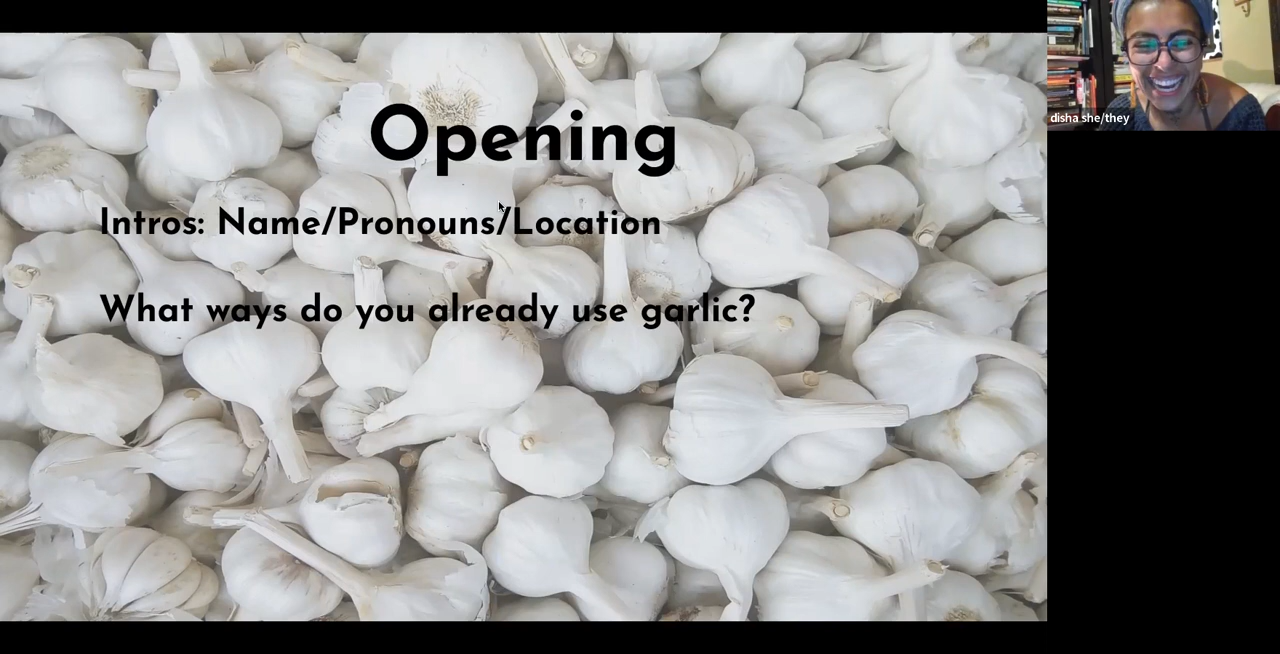 Opening
Intros: Name/Pronouns/Location
What ways do you already use garlic?
disha she/they